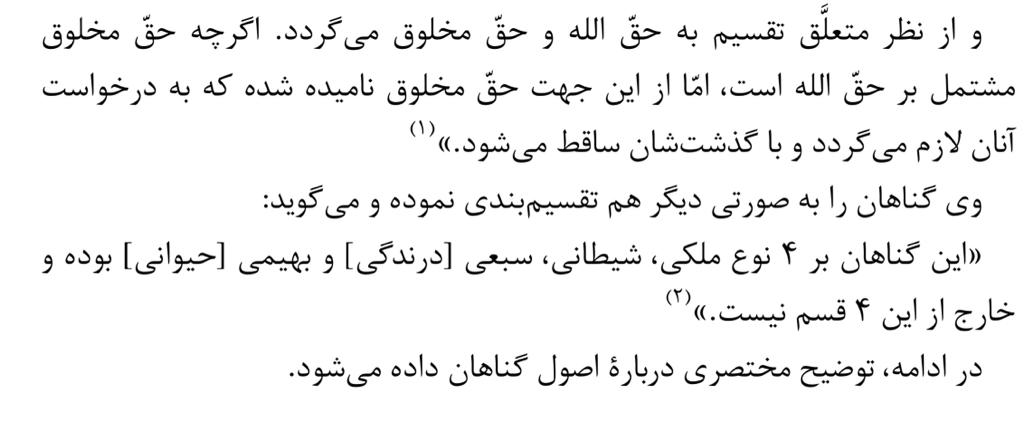 و از نظر متعلَّق تقسیم به حقّ الله و حقّ مخلوق می‌گردد. اگرچه حقّ مخلوق
مشتمل بر حقّ الله است، امّا از این جهت حقّ مخلوق نامیده شده که به درخواست
آنان لازم می‌گردد و با گذشت‌شان ساقط می‌شود.»(۱)
وی گناهان را به صورتی دیگر هم تقسیم‌بندی نموده و می‌گوید:
«این گناهان بر ۴ نوع ملکی، شیطانی، سبعی [درندگی] و بهیمی [حیوانی] بوده و
خارج از این ۴ قسم نیست.»(۲)
در ادامه، توضیح مختصری دربارهٔ اصول گناهان داده می‌شود.